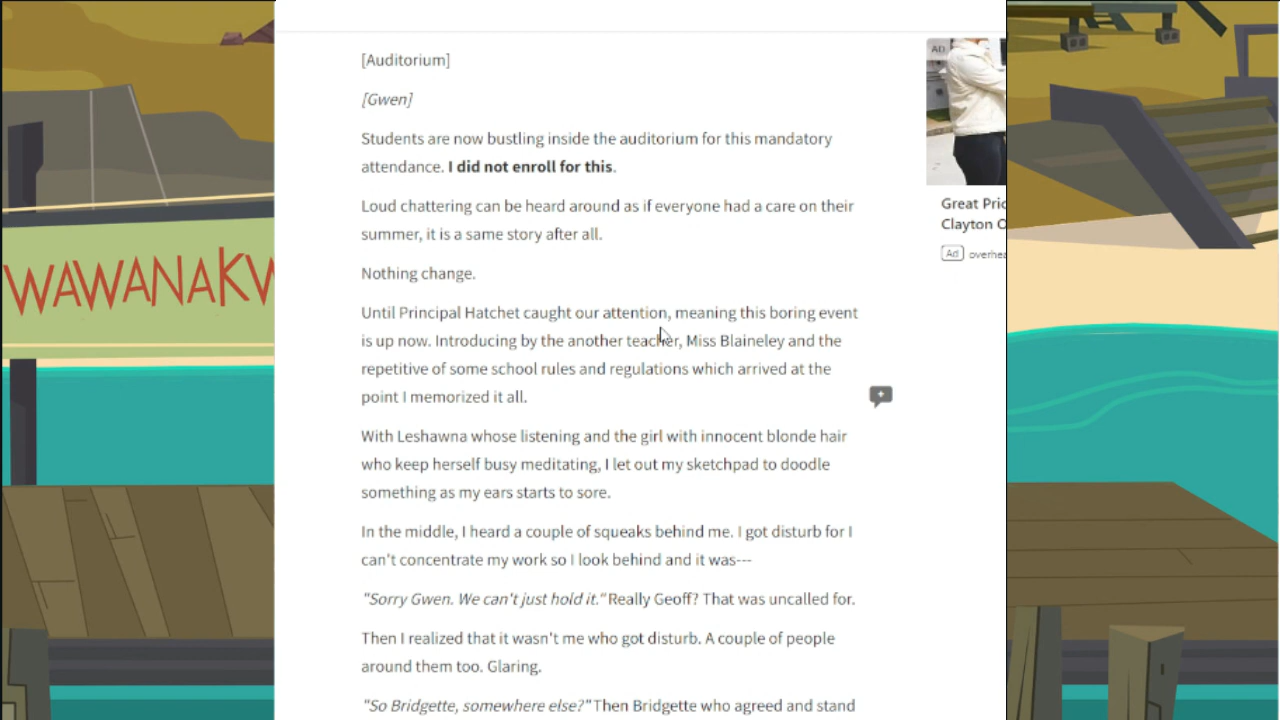 [Auditorium]
[Gwen]
Students are now bustling inside the auditorium for this mandatory
attendance. I did not enroll for this.
Loud chattering can be heard around as if everyone had a care on their
summer, it is a same story after all.
Nothing change.
Until Principal Hatchet caught our attention, meaning this boring event
is up now. Introducing by the another teacher, Miss Blaineley and the
repetitive of some school rules and regulations which arrived at the
point I memorized it all.
With Leshawna whose listening and the girl with innocent blonde hair
who keep herself busy meditating, I let out my sketchpad to doodle
something as my ears starts to sore.
In the middle, I heard a couple of squeaks behind me. I got disturb for I
can't concentrate my work so I look behind and it was---
"Sorry Gwen. We can't just hold it." Really Geoff? That was uncalled for.
Then I realized that it wasn't me who got disturb. A couple of people
around them too. Glaring.
"So Bridgette, somewhere else?" Then Bridgette who agreed and stand
AD
Great Pric
Clayton O
Ad overhea
WAWANAKW